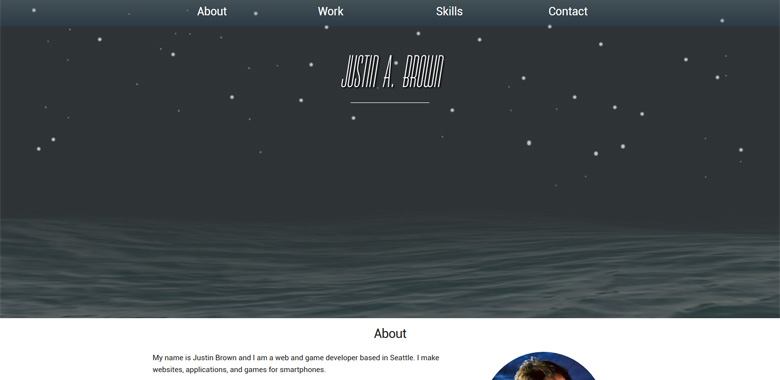 About Work Skills Contact
JUSTIN A. BROWN
About
My name is Justin Brown and I am a web and game developer based in Seattle. I make
websites, applications, and games for smartphones.